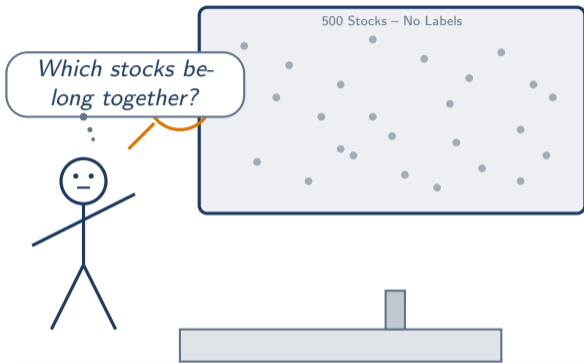 500 Stocks – No Labels
Which stocks be-
long together?